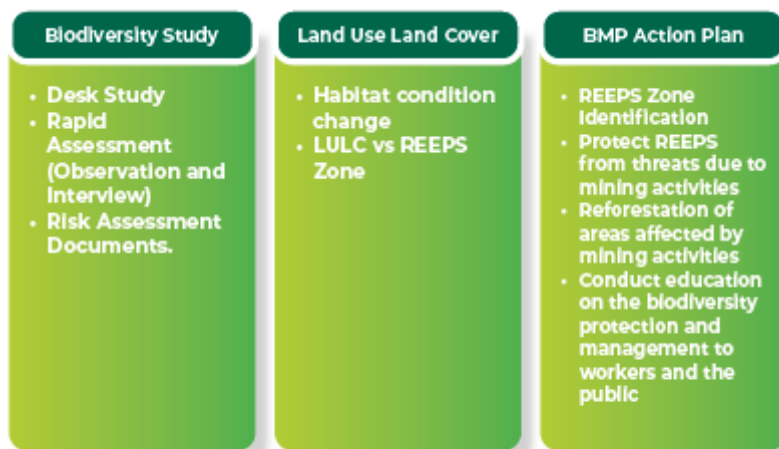 Biodiversity Study
• Desk Study
• Rapid
Assessment
(Observation and
Interview)
• Risk Assessment
Documents.
Land Use Land Cover
• Habitat condition
change
• LULC vs REEPS
Zone
BMP Action Plan
• REEPS Zone
Identification
• Protect REEPS
from threats due to
mining activities
• Reforestation of
areas affected by
mining activities
• Conduct education
on the biodiversity
protection and
management to
workers and the
public